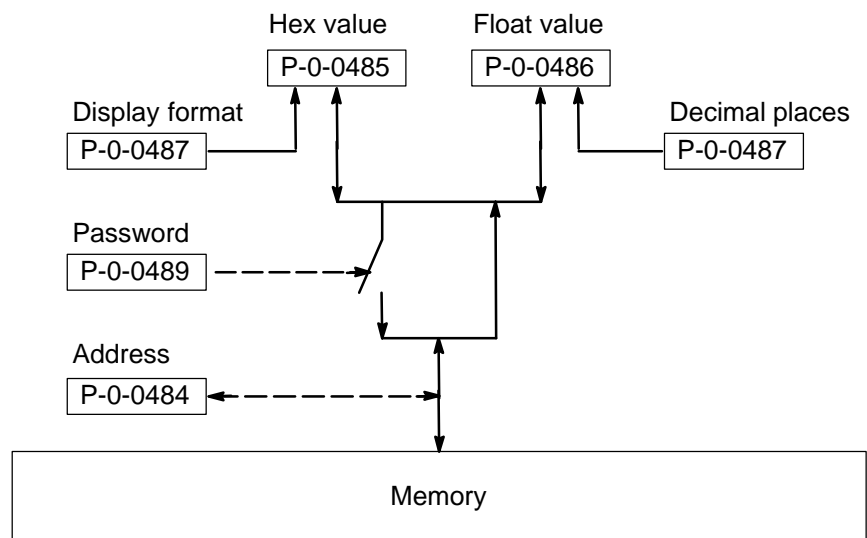 Hex value
Float value
P-0-0485
P-0-0486
Display format
Decimal places
P-0-0487
P-0-0487
Password
P-0-0489
Address
P-0-0484
Memory